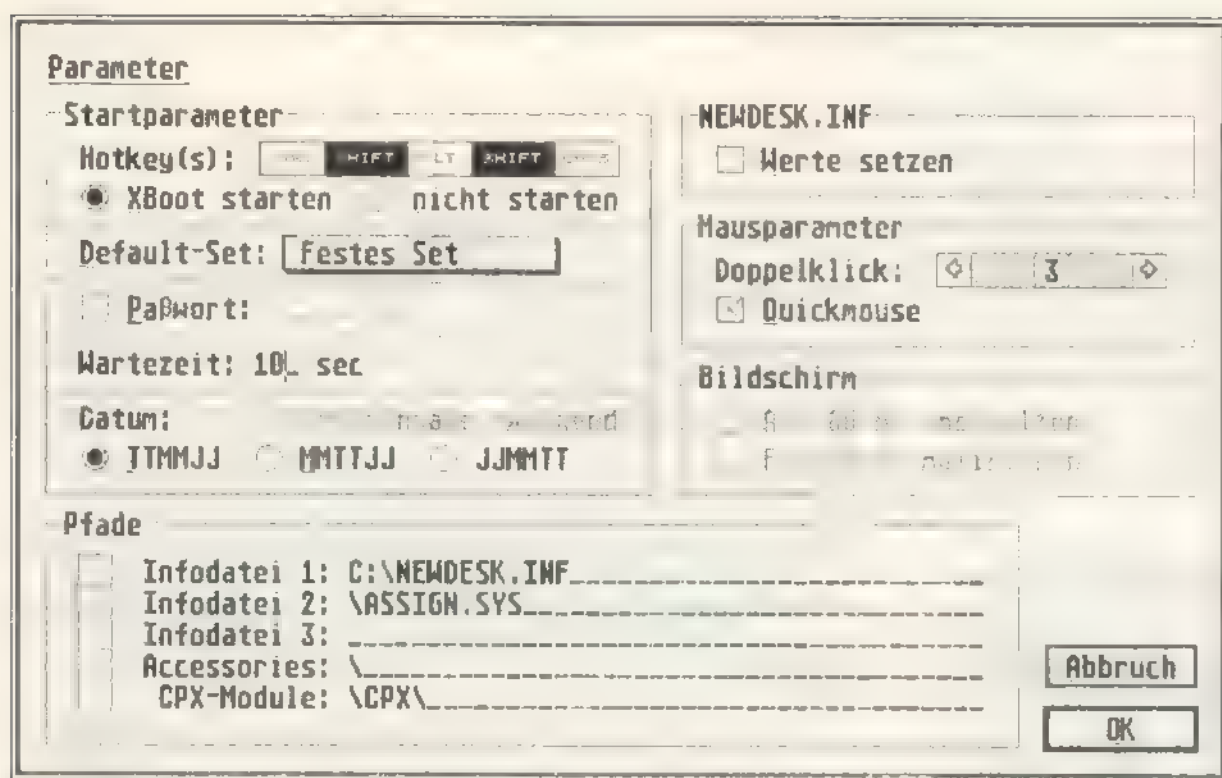 Parameter
Startparameter
Hotkey(s): SHIFT
XBoot starten nicht starten
Default-Set: Festes Set
Paßwort:
Wartezeit: 10_ sec
Datum:
TTMMJJ MMTTJJ JJMMTT
NEWDESK.INF
Werte setzen
Mausparameter
Doppelklick: 3
Quickmouse
Bildschirm
Pfade
Infodatei 1: C:\NEWDESK.INF
Infodatei 2: \ASSIGN.SYS
Infodatei 3:
Accessories: \
CPX-Module: \CPX\
Abbruch
OK